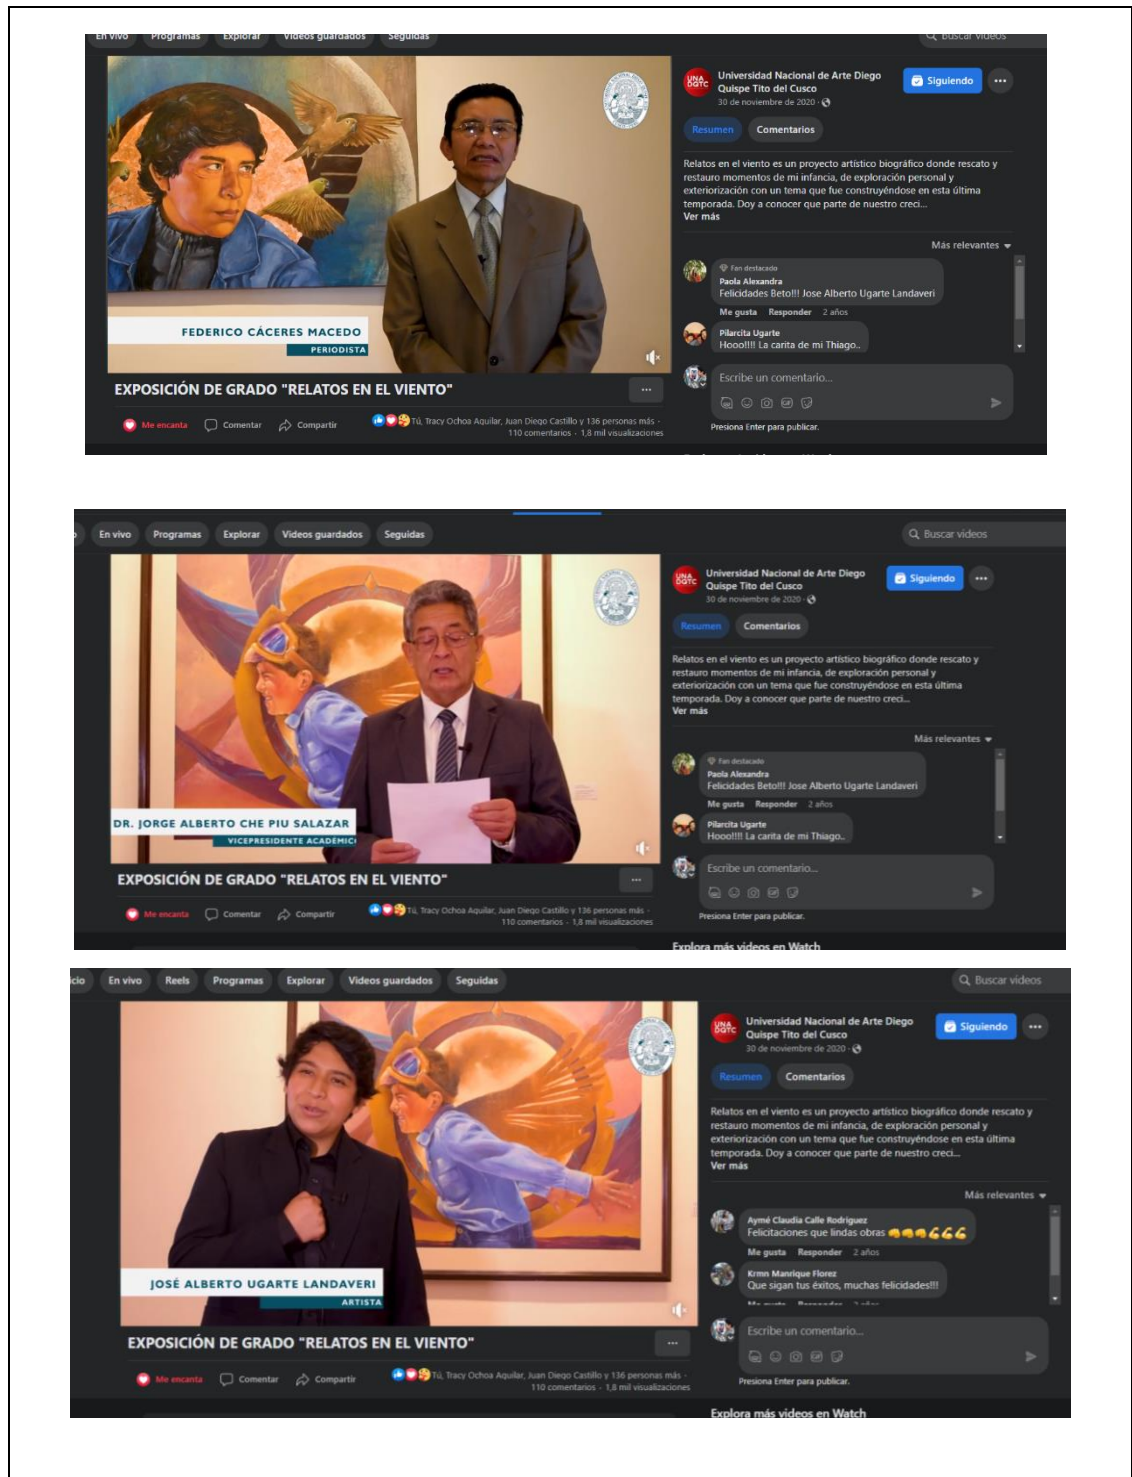 En vivo Programas Explorar Videos guardados Seguidas
Buscar videos
FEDERICO CÁCERES MACEDO
PERIODISTA
EXPOSICIÓN DE GRADO "RELATOS EN EL VIENTO"
Me encanta Comentar Compartir
Tú, Tracy Ochoa Aquilar, Juan Diego Castillo y 136 personas más ·
110 comentarios · 1,8 mil visualizaciones
UNA
DQTC
Universidad Nacional de Arte Diego
Quispe Tito del Cusco
30 de noviembre de 2020 ·
Siguiendo
Resumen Comentarios
Relatos en el viento es un proyecto artístico biográfico donde rescato y
restauro momentos de mi infancia, de exploración personal y
exteriorización con un tema que fue construyéndose en esta última
temporada. Doy a conocer que parte de nuestro creci...
Ver más
Más relevantes
Fan destacado
Paola Alexandra
Felicidades Beto!!! Jose Alberto Ugarte Landaveri
Me gusta Responder 2 años
Pilarcita Ugarte
Hooo!!!! La carita de mi Thiago..
Escribe un comentario...
GIF
Presiona Enter para publicar.
En vivo Programas Explorar Videos guardados Seguidas
Buscar videos
DR. JORGE ALBERTO CHE PIU SALAZAR
VICEPRESIDENTE ACADÉMICO
EXPOSICIÓN DE GRADO "RELATOS EN EL VIENTO"
Me encanta Comentar Compartir
Tú, Tracy Ochoa Aquilar, Juan Diego Castillo y 136 personas más ·
110 comentarios · 1,8 mil visualizaciones
UNA
DQTC
Universidad Nacional de Arte Diego
Quispe Tito del Cusco
30 de noviembre de 2020 ·
Siguiendo
Resumen Comentarios
Relatos en el viento es un proyecto artístico biográfico donde rescato y
restauro momentos de mi infancia, de exploración personal y
exteriorización con un tema que fue construyéndose en esta última
temporada. Doy a conocer que parte de nuestro creci...
Ver más
Más relevantes
Fan destacado
Paola Alexandra
Felicidades Beto!!! Jose Alberto Ugarte Landaveri
Me gusta Responder 2 años
Pilarcita Ugarte
Hooo!!!! La carita de mi Thiago..
Escribe un comentario...
GIF
Presiona Enter para publicar.
Explora más videos en Watch
icio En vivo Reels Programas Explorar Videos guardados Seguidas
Buscar videos
JOSÉ ALBERTO UGARTE LANDAVERI
ARTISTA
EXPOSICIÓN DE GRADO "RELATOS EN EL VIENTO"
Me encanta Comentar Compartir
Tú, Tracy Ochoa Aquilar, Juan Diego Castillo y 136 personas más ·
110 comentarios · 1,8 mil visualizaciones
UNA
DQTC
Universidad Nacional de Arte Diego
Quispe Tito del Cusco
30 de noviembre de 2020 ·
Siguiendo
Resumen Comentarios
Relatos en el viento es un proyecto artístico biográfico donde rescato y
restauro momentos de mi infancia, de exploración personal y
exteriorización con un tema que fue construyéndose en esta última
temporada. Doy a conocer que parte de nuestro creci...
Ver más
Más relevantes
Aymé Claudia Calle Rodriguez
Felicitaciones que lindas obras 👊👊👊💪💪💪
Me gusta Responder 2 años
Krmn Manrique Florez
Que sigan tus éxitos, muchas felicidades!!!
Me gusta Responder 2 años
Escribe un comentario...
GIF
Presiona Enter para publicar.
Explora más videos en Watch